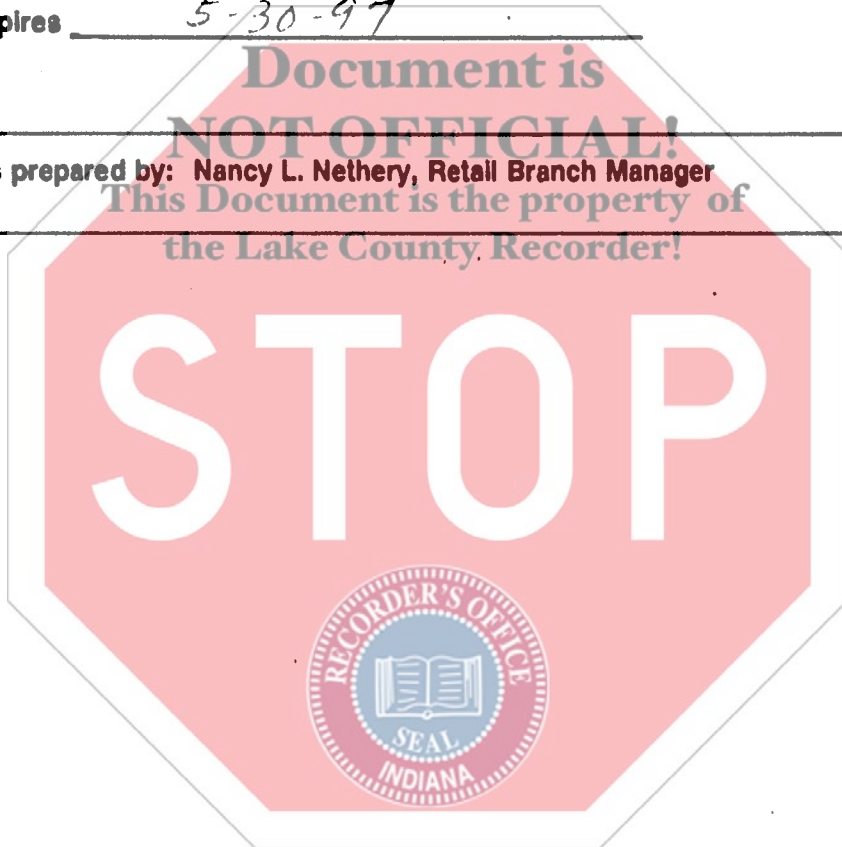 pires 5-30-97
Document is
NOT OFFICIAL!
prepared by: Nancy L. Nethery, Retail Branch Manager
This Document is the property of
the Lake County Recorder!
STOP
RECORDER'S OFFICE
SEAL
INDIANA